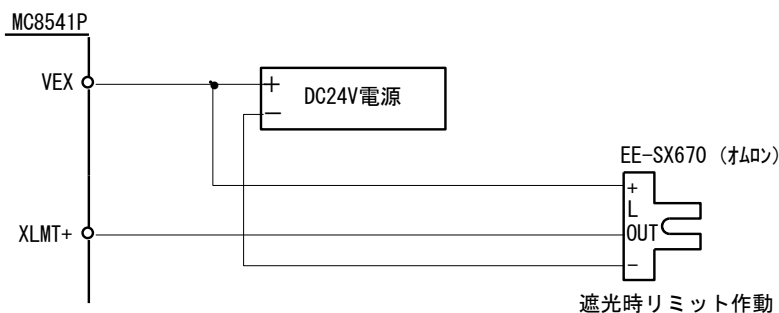 MC8541P
VEX
+
DC24V電源
−
EE-SX670 (ｵﾑﾛﾝ)
+
L
XLMT+
OUT
−
遮光時リミット作動